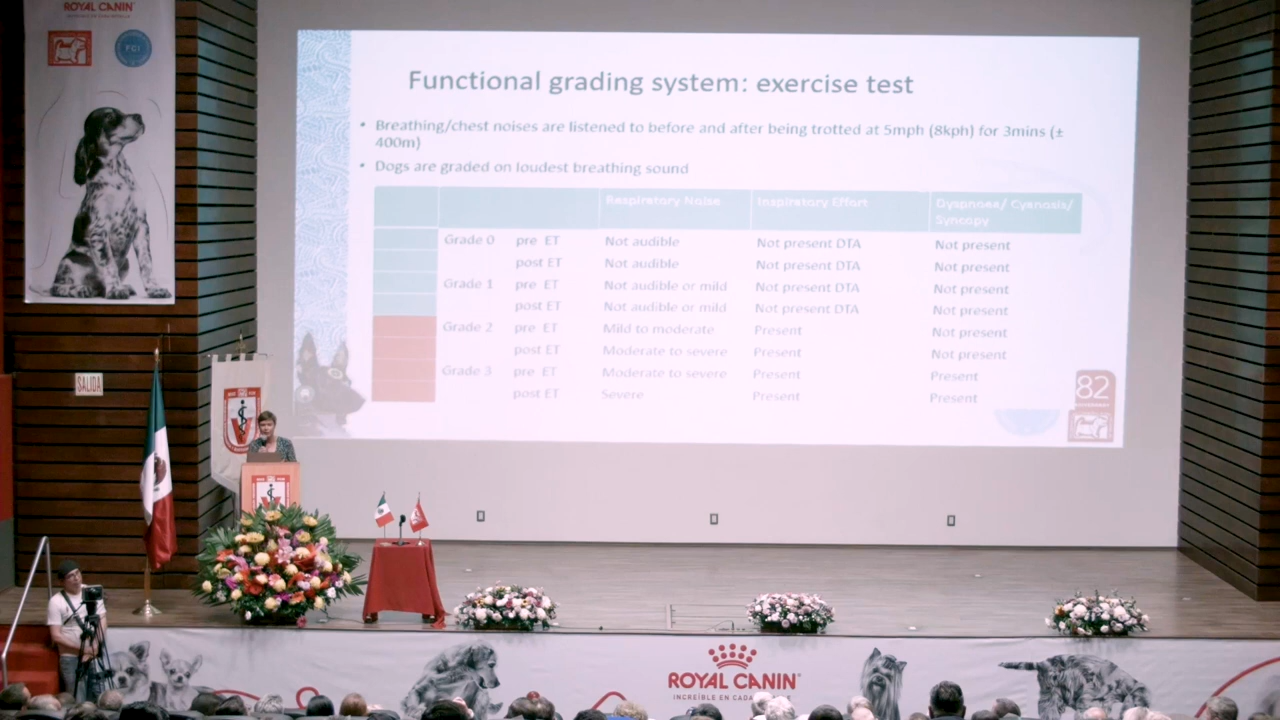 ROYAL CANIN
FCI
Functional grading system: exercise test
• Breathing/chest noises are listened to before and after being trotted at 5mph (8kph) for 3mins (±
400m)
• Dogs are graded on loudest breathing sound
Respiratory Noise Inspiratory Effort Dyspnoea/ Cyanosis/
Syncopy
Grade 0 pre ET Not audible Not present DTA Not present
post ET Not audible Not present DTA Not present
Grade 1 pre ET Not audible or mild Not present DTA Not present
post ET Not audible or mild Not present DTA Not present
Grade 2 pre ET Mild to moderate Present Not present
post ET Moderate to severe Present Not present
Grade 3 pre ET Moderate to severe Present Present
post ET Severe Present Present
82
SALIDA
ROYAL CANIN
INCREÍBLE EN CADA